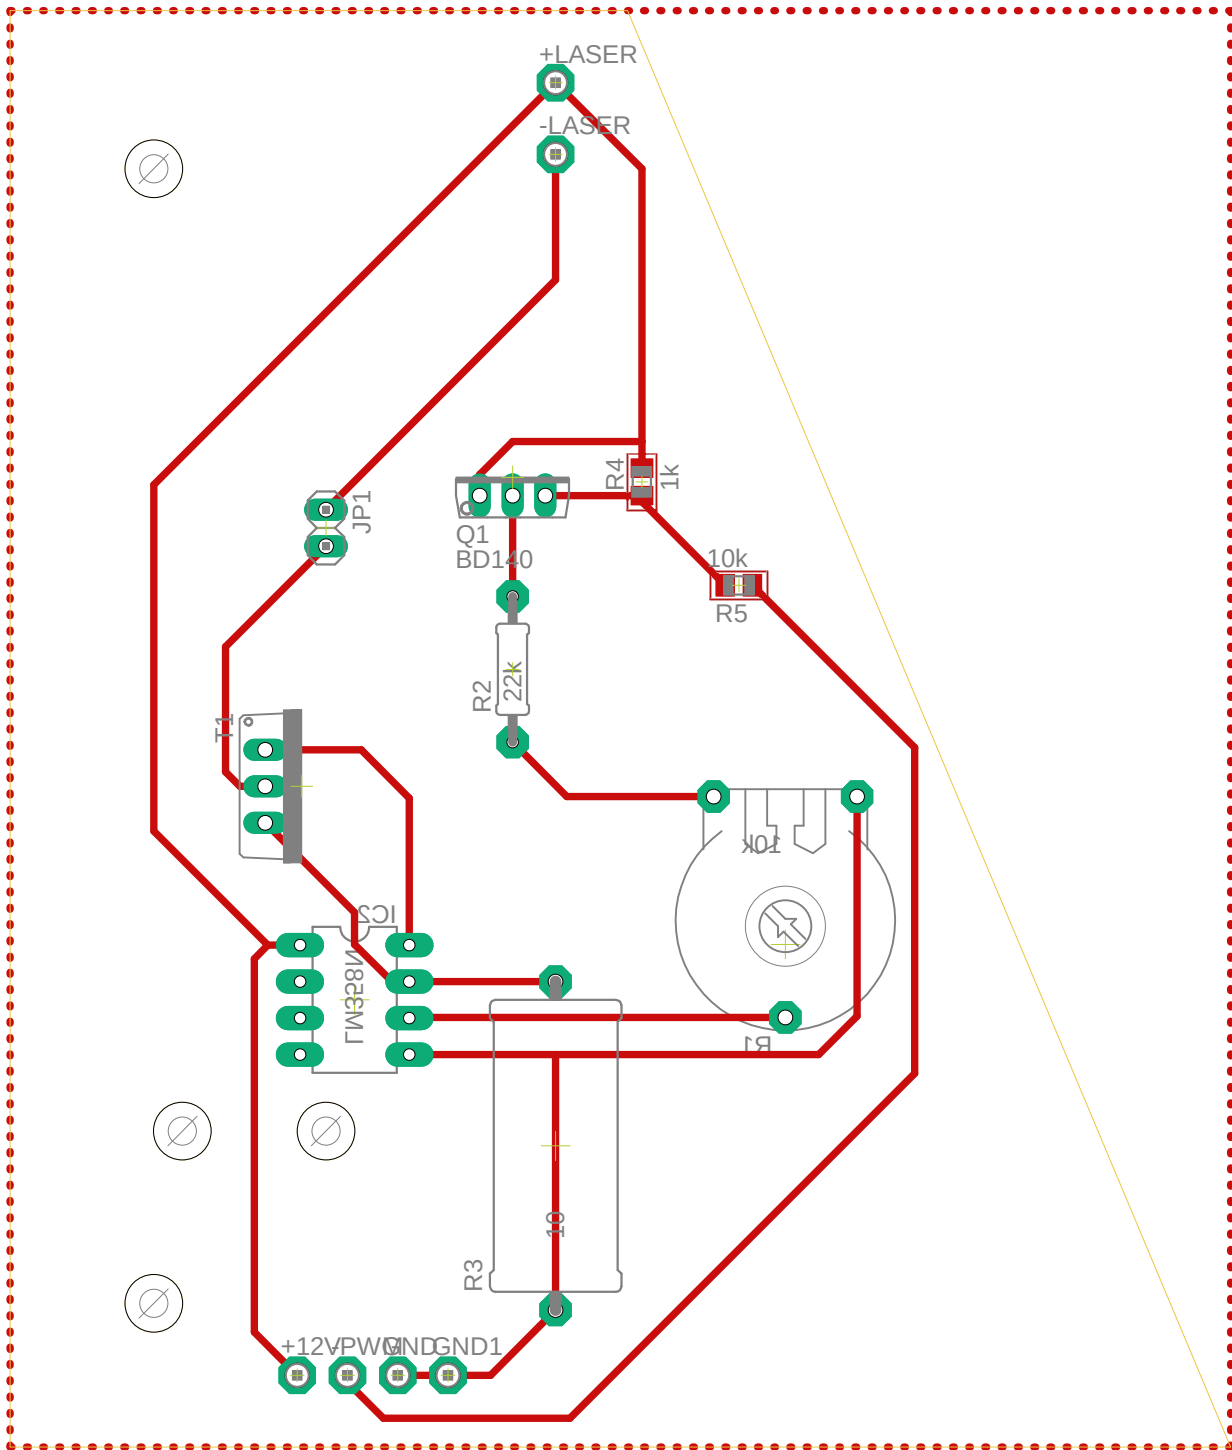 +LASER
-LASER
JP1
R4
1k
Q1
BD140
10k
R5
R2
22k
T1
10k
IC2
LM358N
R1
10
R3
+12V
-PWM
GND
GND1